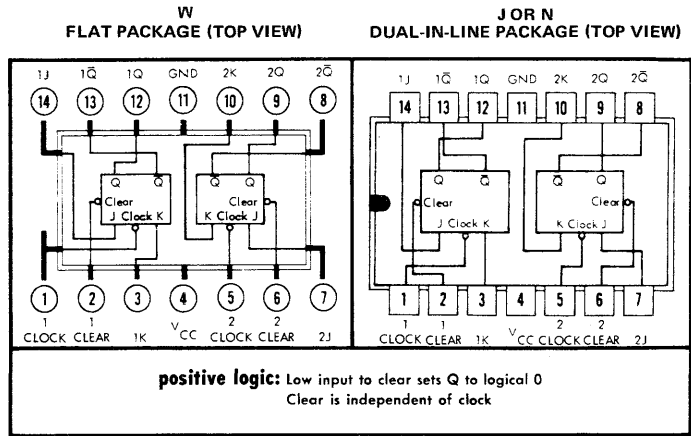 W
FLAT PACKAGE (TOP VIEW)
1J 1Q̅ 1Q GND 2K 2Q 2Q̅
14 13 12 11 10 9 8
Q Q̅ Q̅ Q
Clear Clear
J Clock K K Clock J
1 2 3 4 5 6 7
1 1 2 2
CLOCK CLEAR 1K VCC CLOCK CLEAR 2J
J OR N
DUAL-IN-LINE PACKAGE (TOP VIEW)
1J 1Q̅ 1Q GND 2K 2Q 2Q̅
14 13 12 11 10 9 8
Q Q̅ Q̅ Q
Clear Clear
J Clock K K Clock J
1 2 3 4 5 6 7
1 1 2 2
CLOCK CLEAR 1K VCC CLOCK CLEAR 2J
positive logic: Low input to clear sets Q to logical 0
Clear is independent of clock